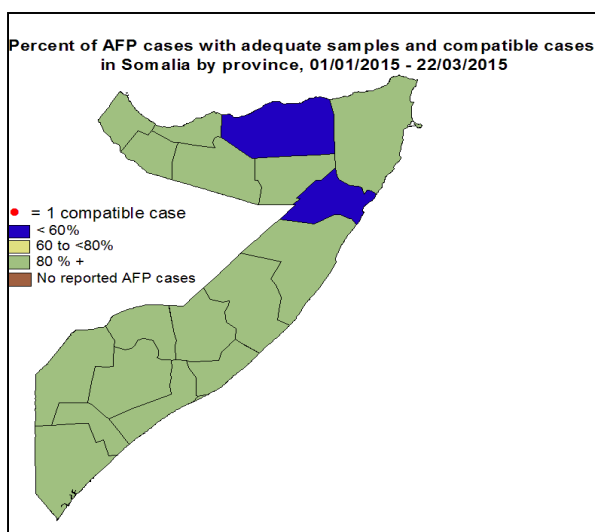 Percent of AFP cases with adequate samples and compatible cases
in Somalia by province, 01/01/2015 - 22/03/2015
= 1 compatible case
< 60%
60 to <80%
80 % +
No reported AFP cases